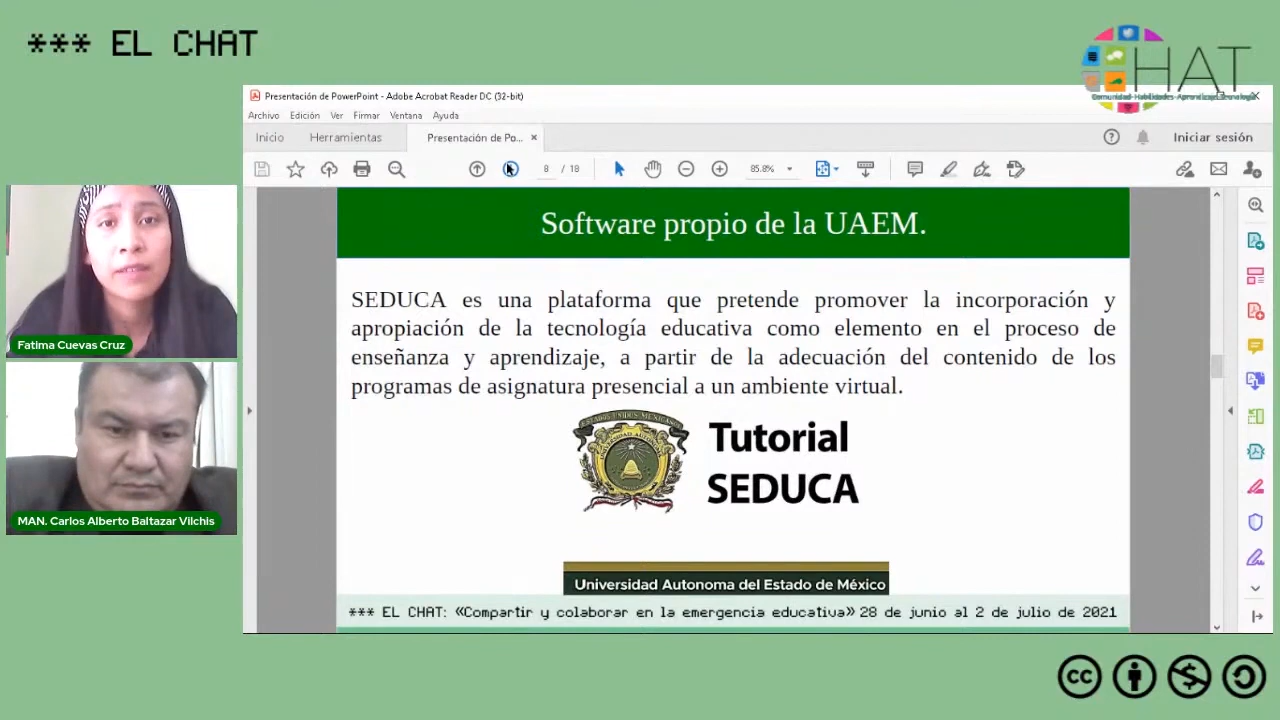 *** EL CHAT
HAT
Comunidad- Habilidades- Aprendizaje Tecnología
Presentación de PowerPoint - Adobe Acrobat Reader DC (32-bit)
Archivo Edición Ver Firmar Ventana Ayuda
Inicio Herramientas Presentación de Po... × Iniciar sesión
8 / 18 85.8%
Software propio de la UAEM.
SEDUCA es una plataforma que pretende promover la incorporación y
apropiación de la tecnología educativa como elemento en el proceso de
enseñanza y aprendizaje, a partir de la adecuación del contenido de los
programas de asignatura presencial a un ambiente virtual.
Tutorial
SEDUCA
Universidad Autonoma del Estado de México
*** EL CHAT: «Compartir y colaborar en la emergencia educativa» 28 de junio al 2 de julio de 2021
Fatima Cuevas Cruz
MAN. Carlos Alberto Baltazar Vilchis
cc